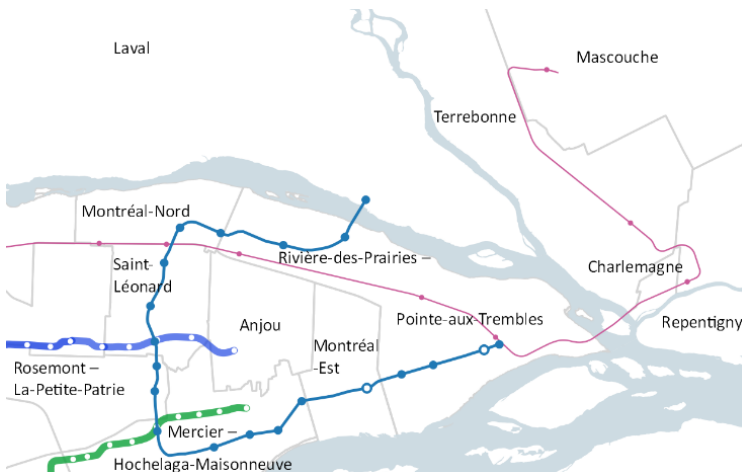 Laval
Mascouche
Terrebonne
Montréal-Nord
Rivière-des-Prairies –
Saint-
Léonard
Charlemagne
Pointe-aux-Trembles
Anjou
Repentigny
Montréal
-Est
Rosemont –
La-Petite-Patrie
Mercier –
Hochelaga-Maisonneuve